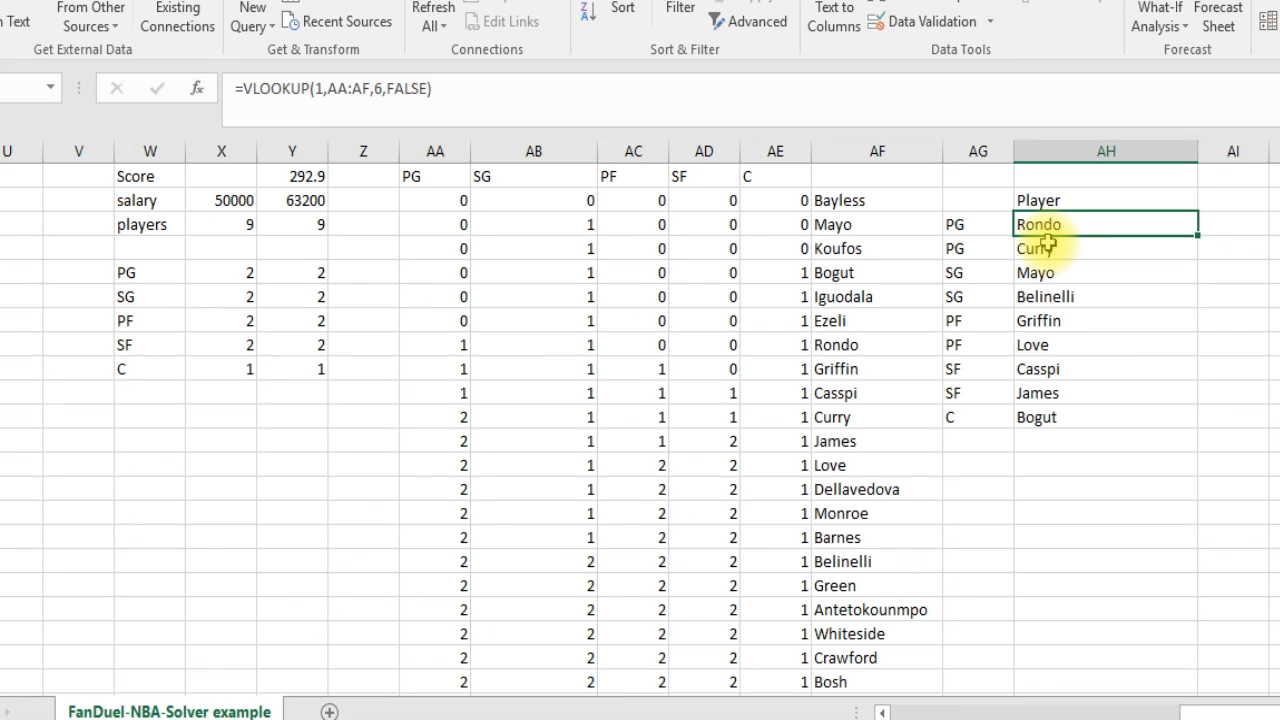 n Text From Other Sources Existing Connections New Query Recent Sources Refresh All Edit Links Sort Filter Advanced Text to Columns Data Validation What-If Analysis Forecast Sheet
Get External Data Get & Transform Connections Sort & Filter Data Tools Forecast
fx =VLOOKUP(1,AA:AF,6,FALSE)
U V W X Y Z AA AB AC AD AE AF AG AH AI
Score 292.9 PG SG PF SF C
salary 50000 63200 0 0 0 0 0 Bayless Player
players 9 9 0 1 0 0 0 Mayo PG Rondo
0 1 0 0 0 Koufos PG Curry
PG 2 2 0 1 0 0 1 Bogut SG Mayo
SG 2 2 0 1 0 0 1 Iguodala SG Belinelli
PF 2 2 0 1 0 0 1 Ezeli PF Griffin
SF 2 2 1 1 0 0 1 Rondo PF Love
C 1 1 1 1 1 0 1 Griffin SF Casspi
1 1 1 1 1 Casspi SF James
2 1 1 1 1 Curry C Bogut
2 1 1 2 1 James
2 1 2 2 1 Love
2 1 2 2 1 Dellavedova
2 1 2 2 1 Monroe
2 1 2 2 1 Barnes
2 2 2 2 1 Belinelli
2 2 2 2 1 Green
2 2 2 2 1 Antetokounmpo
2 2 2 2 1 Whiteside
2 2 2 2 1 Crawford
2 2 2 2 1 Bosh
FanDuel-NBA-Solver example